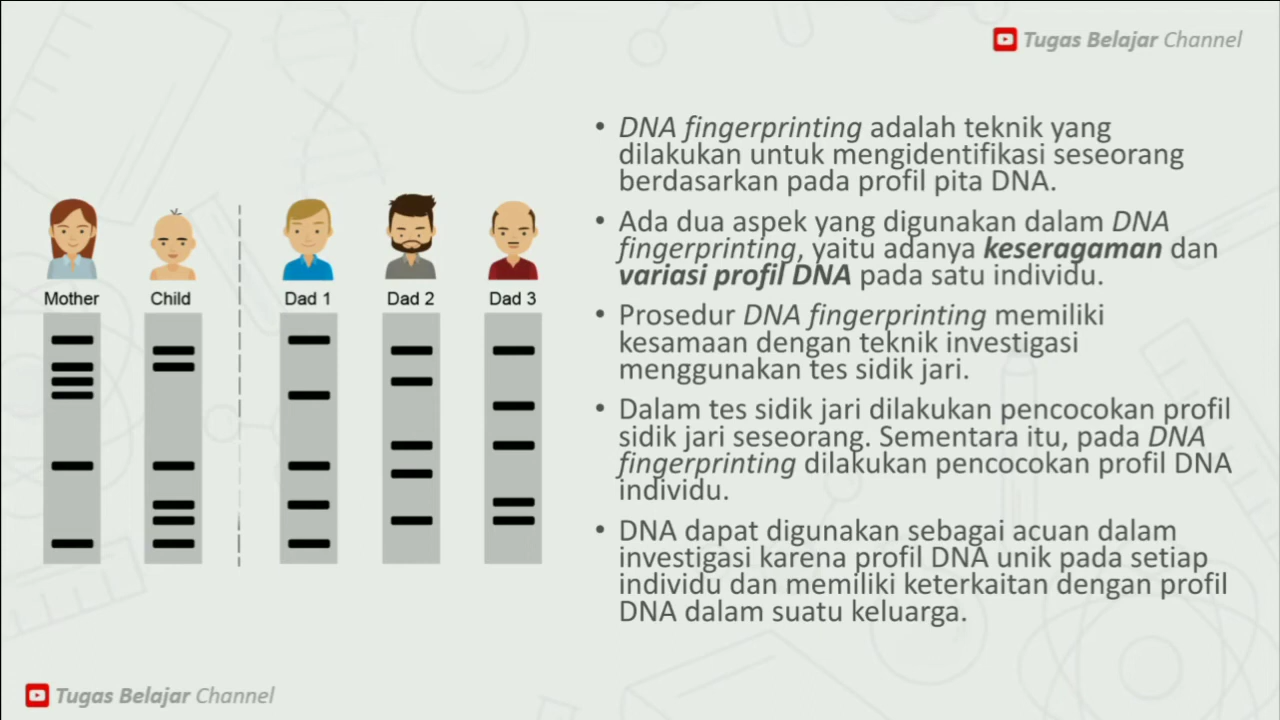 Tugas Belajar Channel
Mother
Child
Dad 1
Dad 2
Dad 3
• DNA fingerprinting adalah teknik yang
dilakukan untuk mengidentifikasi seseorang
berdasarkan pada profil pita DNA.
• Ada dua aspek yang digunakan dalam DNA
fingerprinting, yaitu adanya keseragaman dan
variasi profil DNA pada satu individu.
• Prosedur DNA fingerprinting memiliki
kesamaan dengan teknik investigasi
menggunakan tes sidik jari.
• Dalam tes sidik jari dilakukan pencocokan profil
sidik jari seseorang. Sementara itu, pada DNA
fingerprinting dilakukan pencocokan profil DNA
individu.
• DNA dapat digunakan sebagai acuan dalam
investigasi karena profil DNA unik pada setiap
individu dan memiliki keterkaitan dengan profil
DNA dalam suatu keluarga.
Tugas Belajar Channel